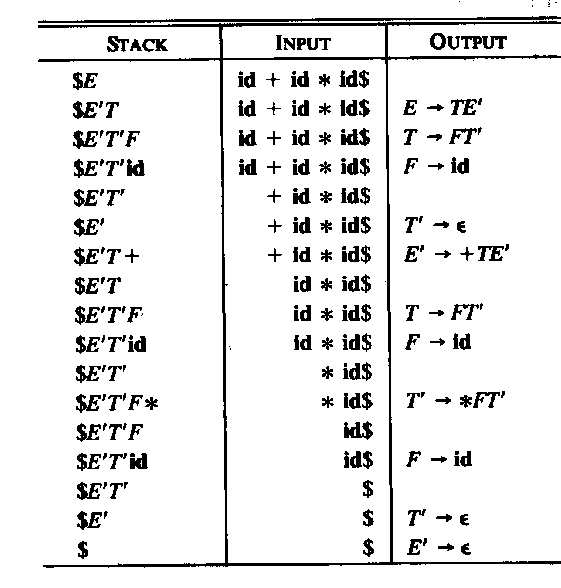 STACK INPUT OUTPUT
$E id + id * id$
$E'T id + id * id$ E → TE'
$E'T'F id + id * id$ T → FT'
$E'T'id id + id * id$ F → id
$E'T' + id * id$
$E' + id * id$ T' → ϵ
$E'T+ + id * id$ E' → +TE'
$E'T id * id$
$E'T'F id * id$ T → FT'
$E'T'id id * id$ F → id
$E'T' * id$
$E'T'F* * id$ T' → *FT'
$E'T'F id$
$E'T'id id$ F → id
$E'T' $
$E' $ T' → ϵ
$ $ E' → ϵ